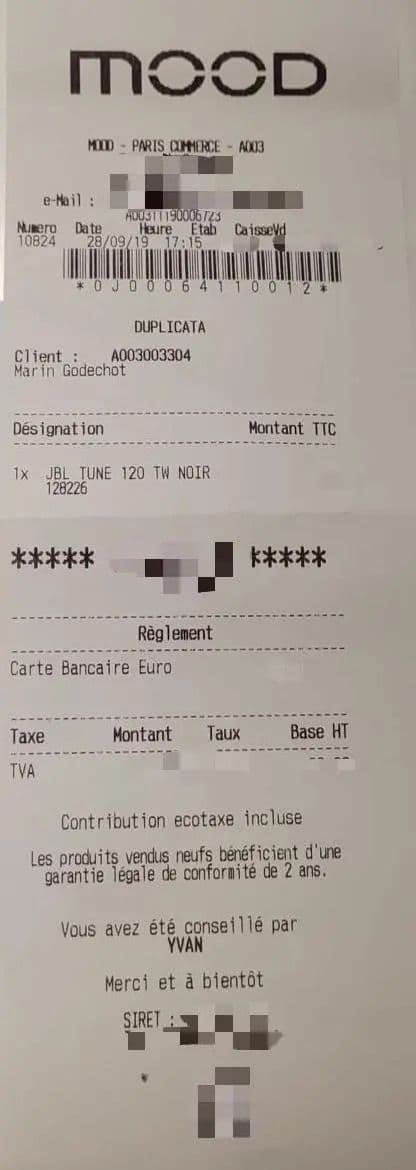 MOOD
MOOD - PARIS COMMERCE - A003
e-Mail :
A00311190006723
Numero Date Heure Etab CaisseVd
10824 28/09/19 17:15
*0J00064110012*
DUPLICATA
Client : A003003304
Marin Godechot
Désignation Montant TTC
1x JBL TUNE 120 TW NOIR
128226
***** *****
Règlement
Carte Bancaire Euro
Taxe Montant Taux Base HT
TVA
Contribution ecotaxe incluse
Les produits vendus neufs bénéficient d'une
garantie légale de conformité de 2 ans.
Vous avez été conseillé par
YVAN
Merci et à bientôt
SIRET :